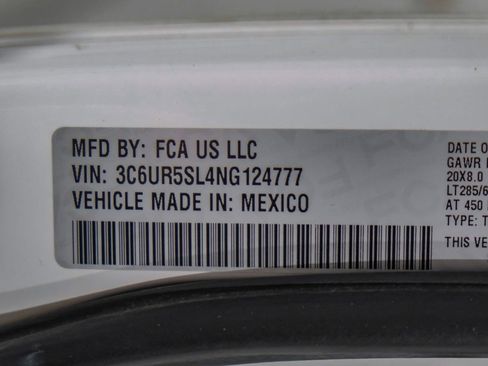 MFD BY: FCA US LLC
VIN: 3C6UR5SL4NG124777
VEHICLE MADE IN: MEXICO
DATE O
GAWR
20X8.0
LT285/6
AT 450
TYPE: T
THIS VE